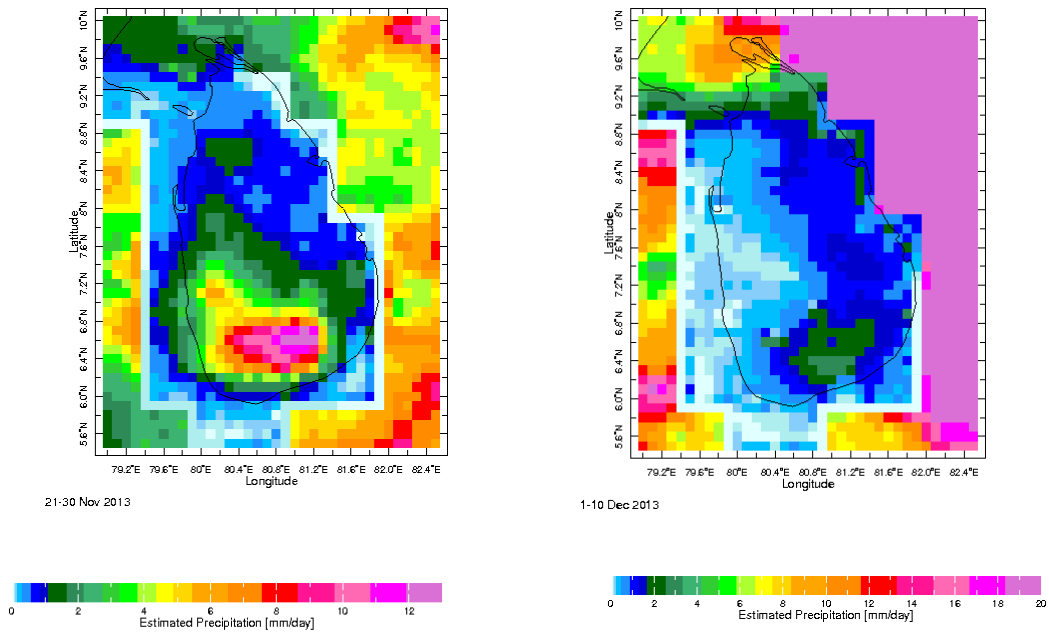 10°N
9.6°N
9.2°N
8.8°N
8.4°N
8°N
7.6°N
7.2°N
6.8°N
6.4°N
6.0°N
5.6°N
Latitude
79.2°E 79.6°E 80°E 80.4°E 80.8°E 81.2°E 81.6°E 82.0°E 82.4°E
Longitude
21-30 Nov 2013
0 2 4 6 8 10 12
Estimated Precipitation [mm/day]
10°N
9.6°N
9.2°N
8.8°N
8.4°N
8°N
7.6°N
7.2°N
6.8°N
6.4°N
6.0°N
5.6°N
Latitude
79.2°E 79.6°E 80°E 80.4°E 80.8°E 81.2°E 81.6°E 82.0°E 82.4°E
Longitude
1-10 Dec 2013
0 2 4 6 8 10 12 14 16 18 20
Estimated Precipitation [mm/day]